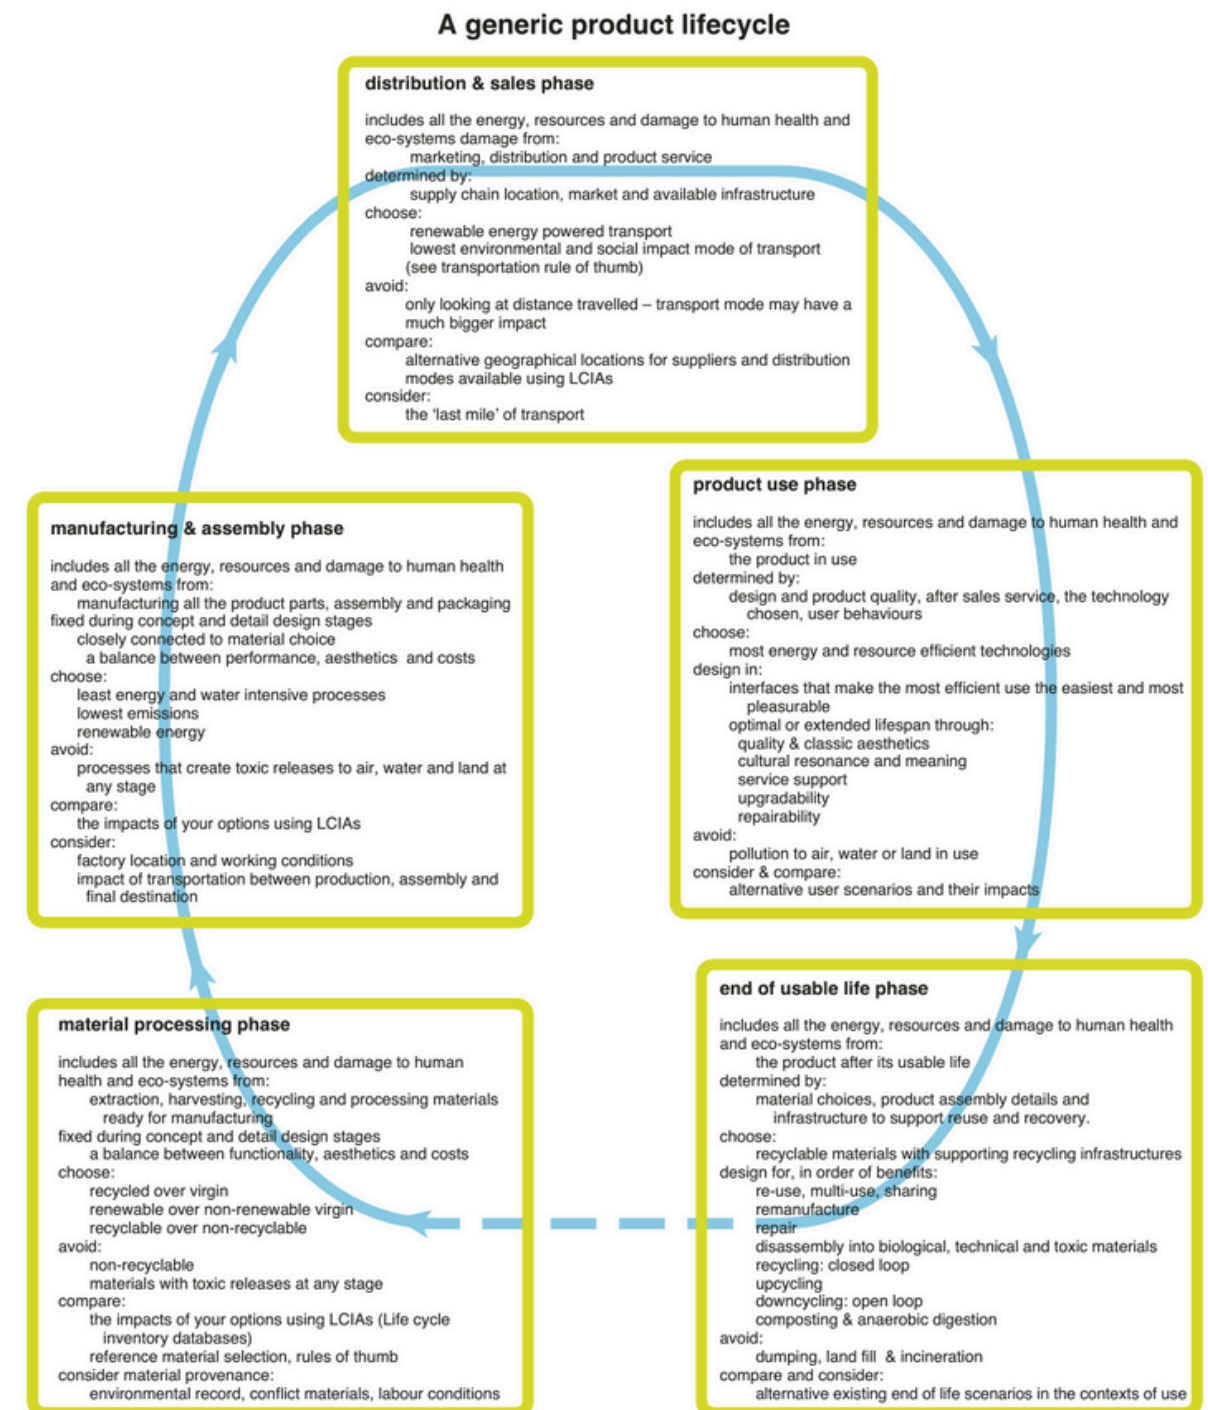 A generic product lifecycle
distribution & sales phase
includes all the energy, resources and damage to human health and
eco-systems damage from:
marketing, distribution and product service
determined by:
supply chain location, market and available infrastructure
choose:
renewable energy powered transport
lowest environmental and social impact mode of transport
(see transportation rule of thumb)
avoid:
only looking at distance travelled – transport mode may have a
much bigger impact
compare:
alternative geographical locations for suppliers and distribution
modes available using LCIAs
consider:
the ‘last mile’ of transport
product use phase
includes all the energy, resources and damage to human health and
eco-systems from:
the product in use
determined by:
design and product quality, after sales service, the technology
chosen, user behaviours
choose:
most energy and resource efficient technologies
design in:
interfaces that make the most efficient use the easiest and most
pleasurable
optimal or extended lifespan through:
quality & classic aesthetics
cultural resonance and meaning
service support
upgradability
repairability
avoid:
pollution to air, water or land in use
consider & compare:
alternative user scenarios and their impacts
end of usable life phase
includes all the energy, resources and damage to human health
and eco-systems from:
the product after its usable life
determined by:
material choices, product assembly details and
infrastructure to support reuse and recovery.
choose:
recyclable materials with supporting recycling infrastructures
design for, in order of benefits:
re-use, multi-use, sharing
remanufacture
repair
disassembly into biological, technical and toxic materials
recycling: closed loop
upcycling
downcycling: open loop
composting & anaerobic digestion
avoid:
dumping, land fill & incineration
compare and consider:
alternative existing end of life scenarios in the contexts of use
material processing phase
includes all the energy, resources and damage to human
health and eco-systems from:
extraction, harvesting, recycling and processing materials
ready for manufacturing
fixed during concept and detail design stages
a balance between functionality, aesthetics and costs
choose:
recycled over virgin
renewable over non-renewable virgin
recyclable over non-recyclable
avoid:
non-recyclable
materials with toxic releases at any stage
compare:
the impacts of your options using LCIAs (Life cycle
inventory databases)
reference material selection, rules of thumb
consider material provenance:
environmental record, conflict materials, labour conditions
manufacturing & assembly phase
includes all the energy, resources and damage to human health
and eco-systems from:
manufacturing all the product parts, assembly and packaging
fixed during concept and detail design stages
closely connected to material choice
a balance between performance, aesthetics and costs
choose:
least energy and water intensive processes
lowest emissions
renewable energy
avoid:
processes that create toxic releases to air, water and land at
any stage
compare:
the impacts of your options using LCIAs
consider:
factory location and working conditions
impact of transportation between production, assembly and
final destination